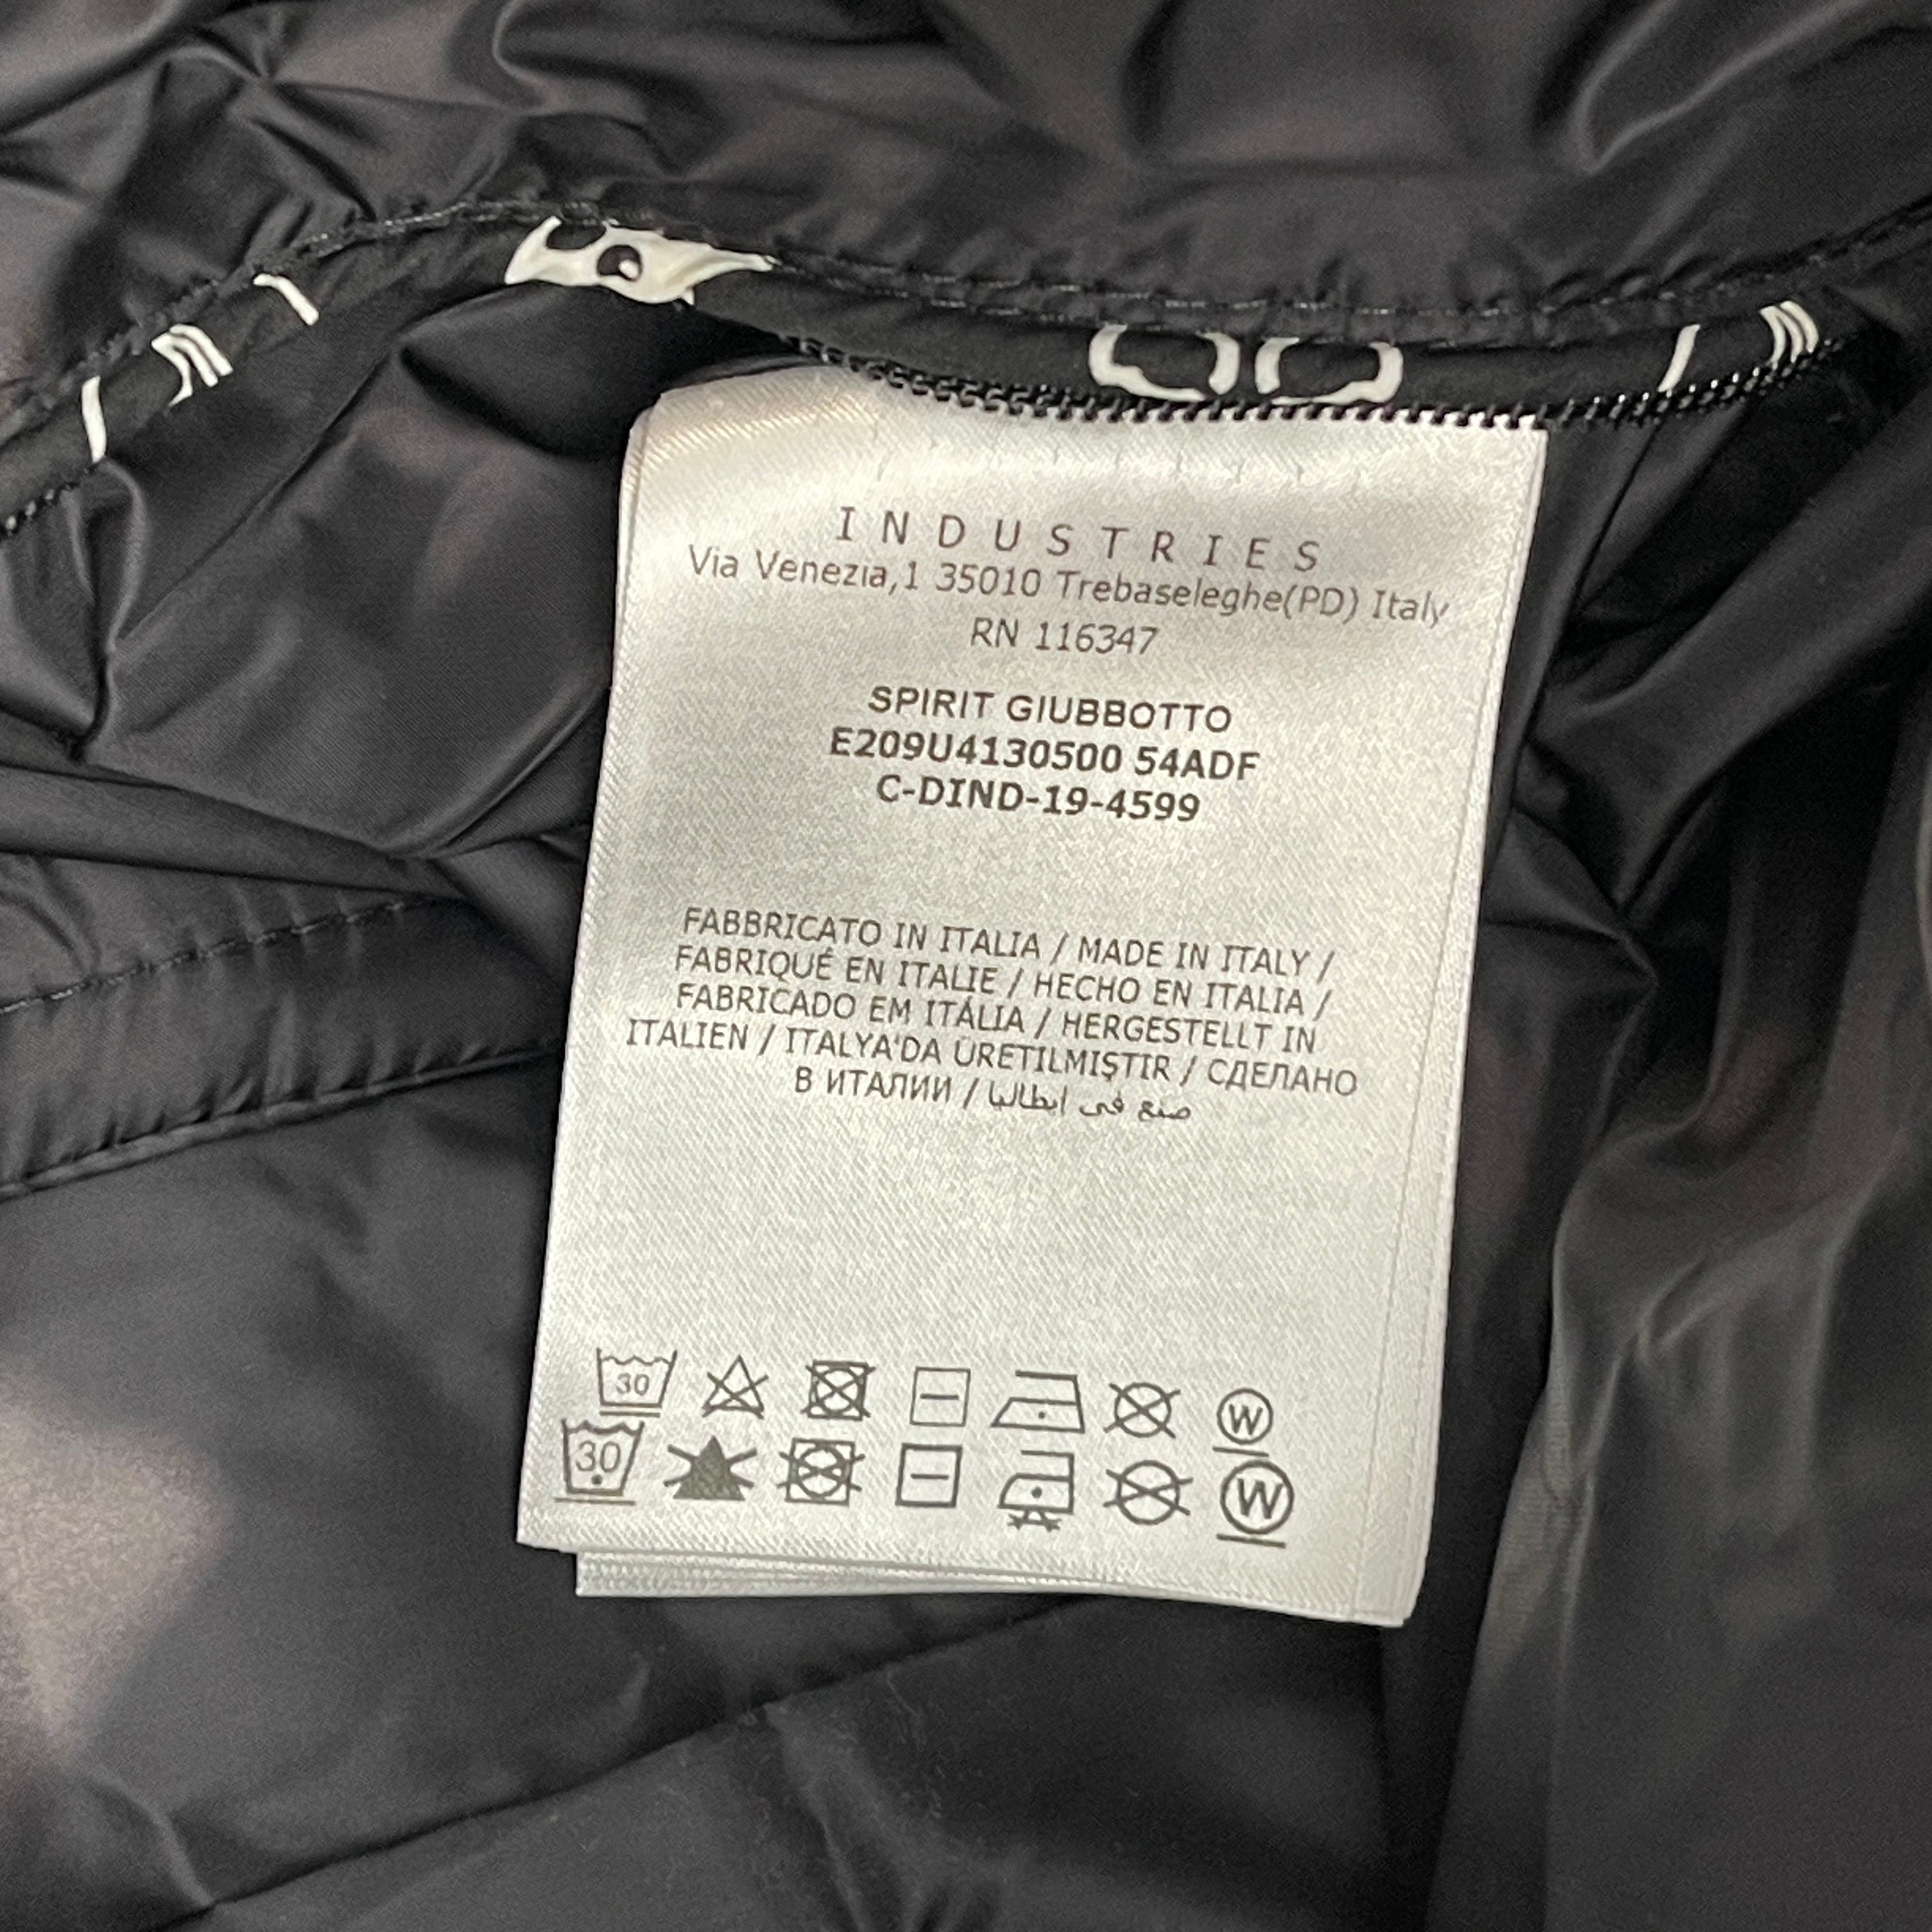 INDUSTRIES
Via Venezia,1 35010 Trebaseleghe(PD) Italy
RN 116347
SPIRIT GIUBBOTTO
E209U4130500 54ADF
C-DIND-19-4599
FABBRICATO IN ITALIA / MADE IN ITALY /
FABRIQUÉ EN ITALIE / HECHO EN ITALIA /
FABRICADO EM ITÁLIA / HERGESTELLT IN
ITALIEN / ITALYA'DA ÜRETILMIŞTIR / СДЕЛАНО
В ИТАЛИИ / صنع في ايطاليا
30 W
30 W